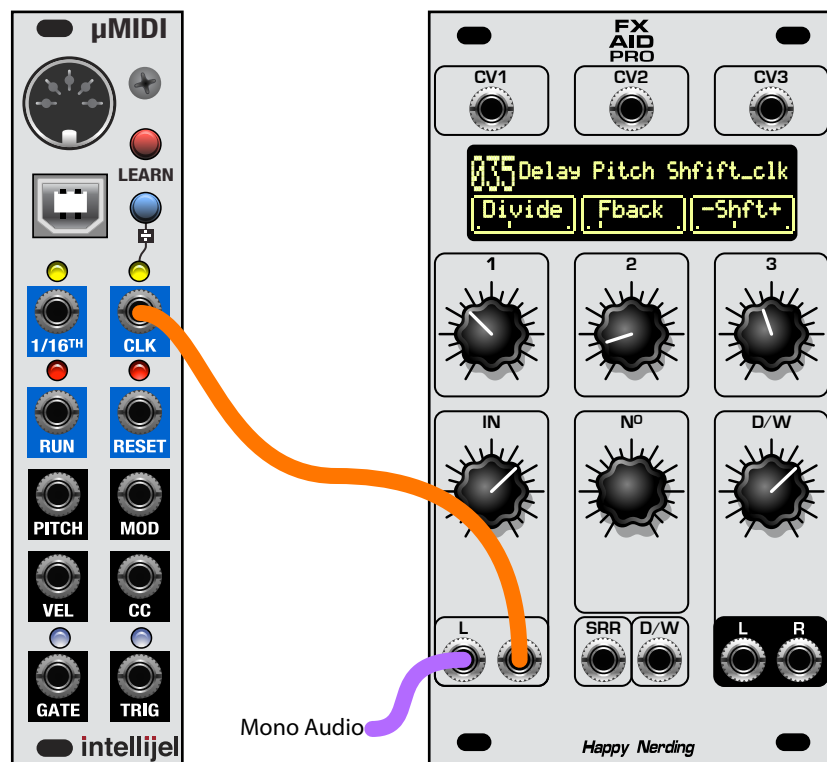 µMIDI
LEARN
1/16TH
CLK
RUN
RESET
PITCH
MOD
VEL
CC
GATE
TRIG
intellijel
Mono Audio
FX
AID
PRO
CV1
CV2
CV3
035 Delay Pitch Shfift_clk
Divide
Fback
-Shft+
1
2
3
IN
Nº
D/W
L
SRR
D/W
L
R
Happy Nerding